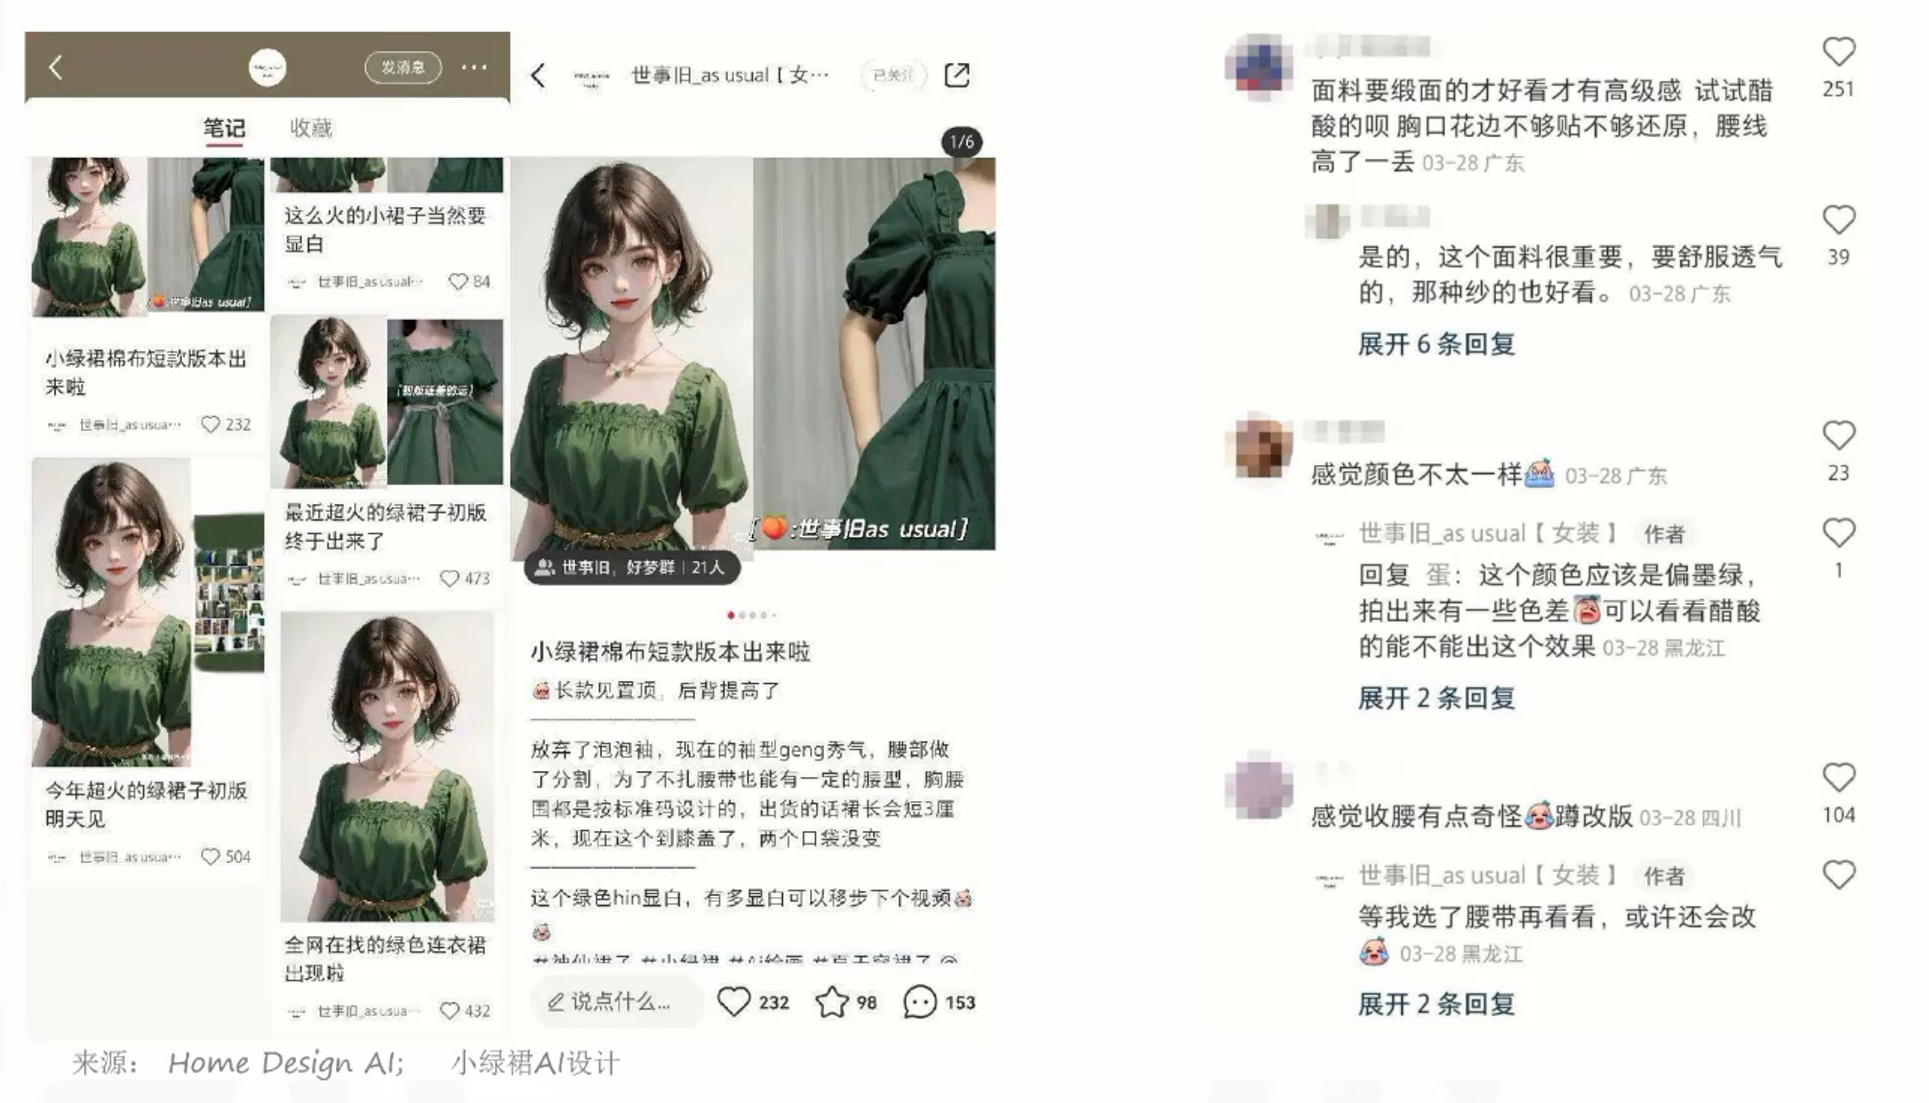 发消息
笔记 收藏
[🍑:世事旧as usual]
小绿裙棉布短款版本出
来啦
世事旧_as usua… 232
今年超火的绿裙子初版
明天见
世事旧_as usua… 504
这么火的小裙子当然要
显白
世事旧_as usual… 84
最近超火的绿裙子初版
终于出来了
世事旧_as usua… 473
全网在找的绿色连衣裙
出现啦
世事旧_as usua… 432
世事旧_as usual【女… 已关注
1/6
[🍑:世事旧as usual]
世事旧，好梦群 | 21人
小绿裙棉布短款版本出来啦
长款见置顶，后背提高了
放弃了泡泡袖，现在的袖型geng秀气，腰部做
了分割，为了不扎腰带也能有一定的腰型，胸腰
围都是按标准码设计的，出货的话裙长会短3厘
米，现在这个到膝盖了，两个口袋没变
这个绿色hin显白，有多显白可以移步下个视频
#神仙裙子 #小绿裙 #Ai绘画 #夏天穿裙子 @
说点什么... 232 98 153
面料要缎面的才好看才有高级感 试试醋
酸的呗 胸口花边不够贴不够还原，腰线
高了一丢 03-28 广东
251
是的，这个面料很重要，要舒服透气
的，那种纱的也好看。 03-28 广东
39
展开 6 条回复
感觉颜色不太一样 03-28 广东
23
世事旧_as usual【女装】 作者
回复 蛋：这个颜色应该是偏墨绿，
拍出来有一些色差可以看看醋酸
的能不能出这个效果 03-28 黑龙江
1
展开 2 条回复
感觉收腰有点奇怪蹲改版 03-28 四川
104
世事旧_as usual【女装】 作者
等我选了腰带再看看，或许还会改
03-28 黑龙江
展开 2 条回复
来源： Home Design AI; 小绿裙AI设计